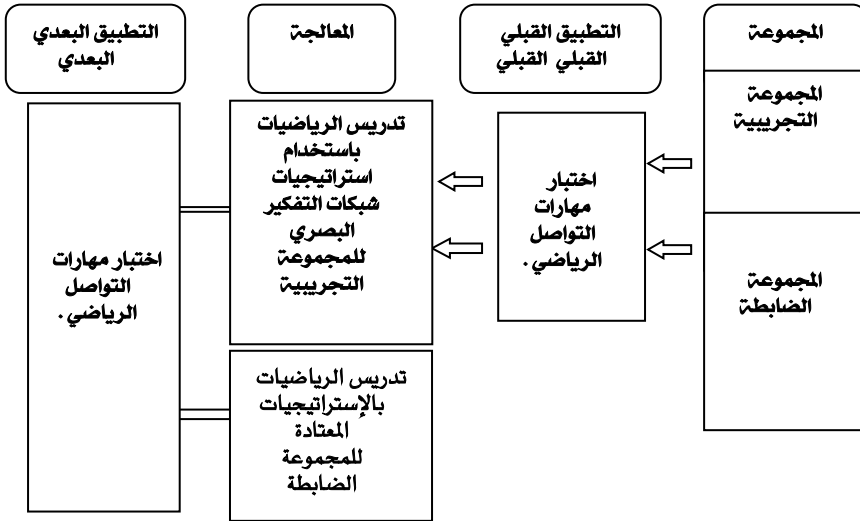 المجموعة
التطبيق القبلي
القبلي القبلي
المعالجة
التطبيق البعدي
البعدي
المجموعة
التجريبية
المجموعة
الضابطة
اختبار
مهارات
التواصل
الرياضي.
تدريس الرياضيات
باستخدام
استراتيجيات
شبكات التفكير
البصري
للمجموعة
التجريبية
تدريس الرياضيات
بالإستراتيجيات
المعتادة
للمجموعة
الضابطة
اختبار مهارات
التواصل
الرياضي.